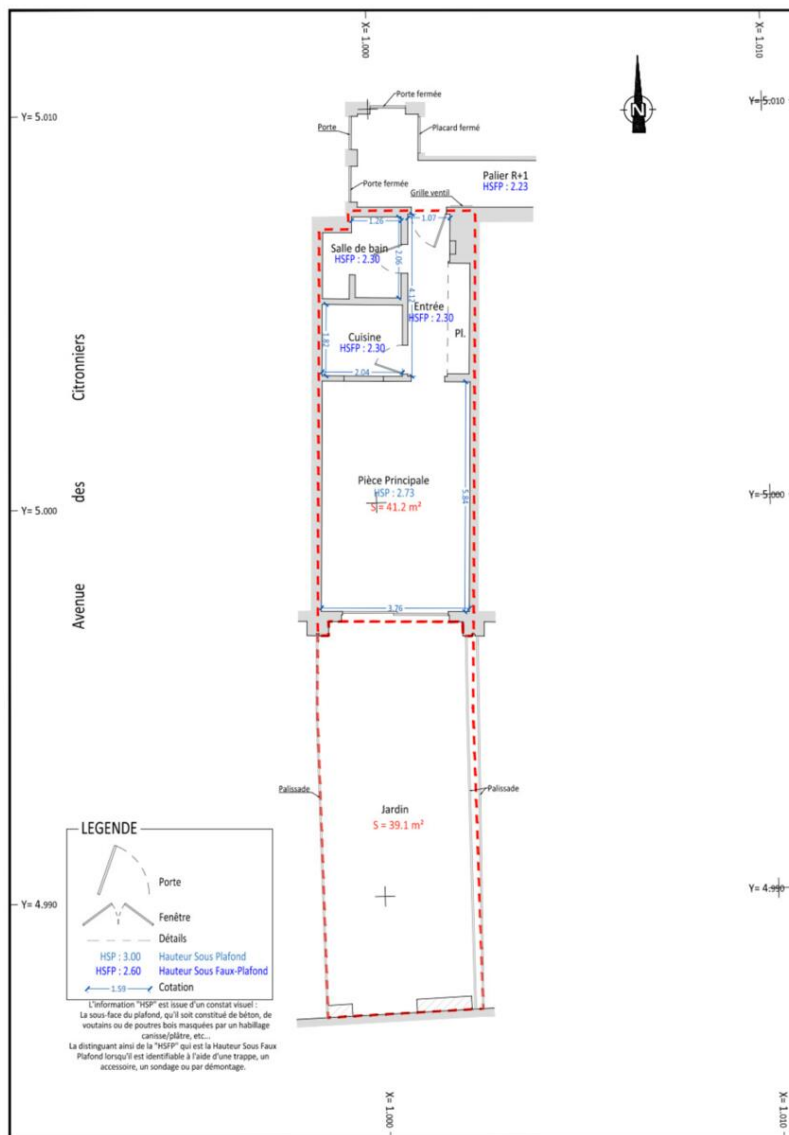 X= 1.000
X= 1.010
Y= 5.010
Y= 5.010
N
Porte fermée
Porte
Placard fermé
Porte fermée
Palier R+1
HSFP : 2.23
Grille ventil
1.26
1.07
Salle de bain
HSFP : 2.30
2.06
4.12
Entrée
HSFP : 2.30
Cuisine
HSFP : 2.30
Pl.
1.82
2.04
Avenue des Citronniers
Pièce Principale
HSP : 2.73
S = 41.2 m²
5.84
3.76
Y= 5.000
Y= 5.000
Palissade
Palissade
Jardin
S = 39.1 m²
Y= 4.990
Y= 4.990
LEGENDE
Porte
Fenêtre
Détails
HSP : 3.00 Hauteur Sous Plafond
HSFP : 2.60 Hauteur Sous Faux-Plafond
1.59 Cotation
L'information "HSP" est issue d'un constat visuel :
La sous-face du plafond, qu'il soit constitué de béton, de
voutains ou de poutres bois masquées par un habillage
canisse/plâtre, etc...
La distinguant ainsi de la "HSFP" qui est la Hauteur Sous Faux
Plafond lorsqu'il est identifiable à l'aide d'une trappe, un
accessoire, un sondage ou par démontage.
X= 1.000
X= 1.010